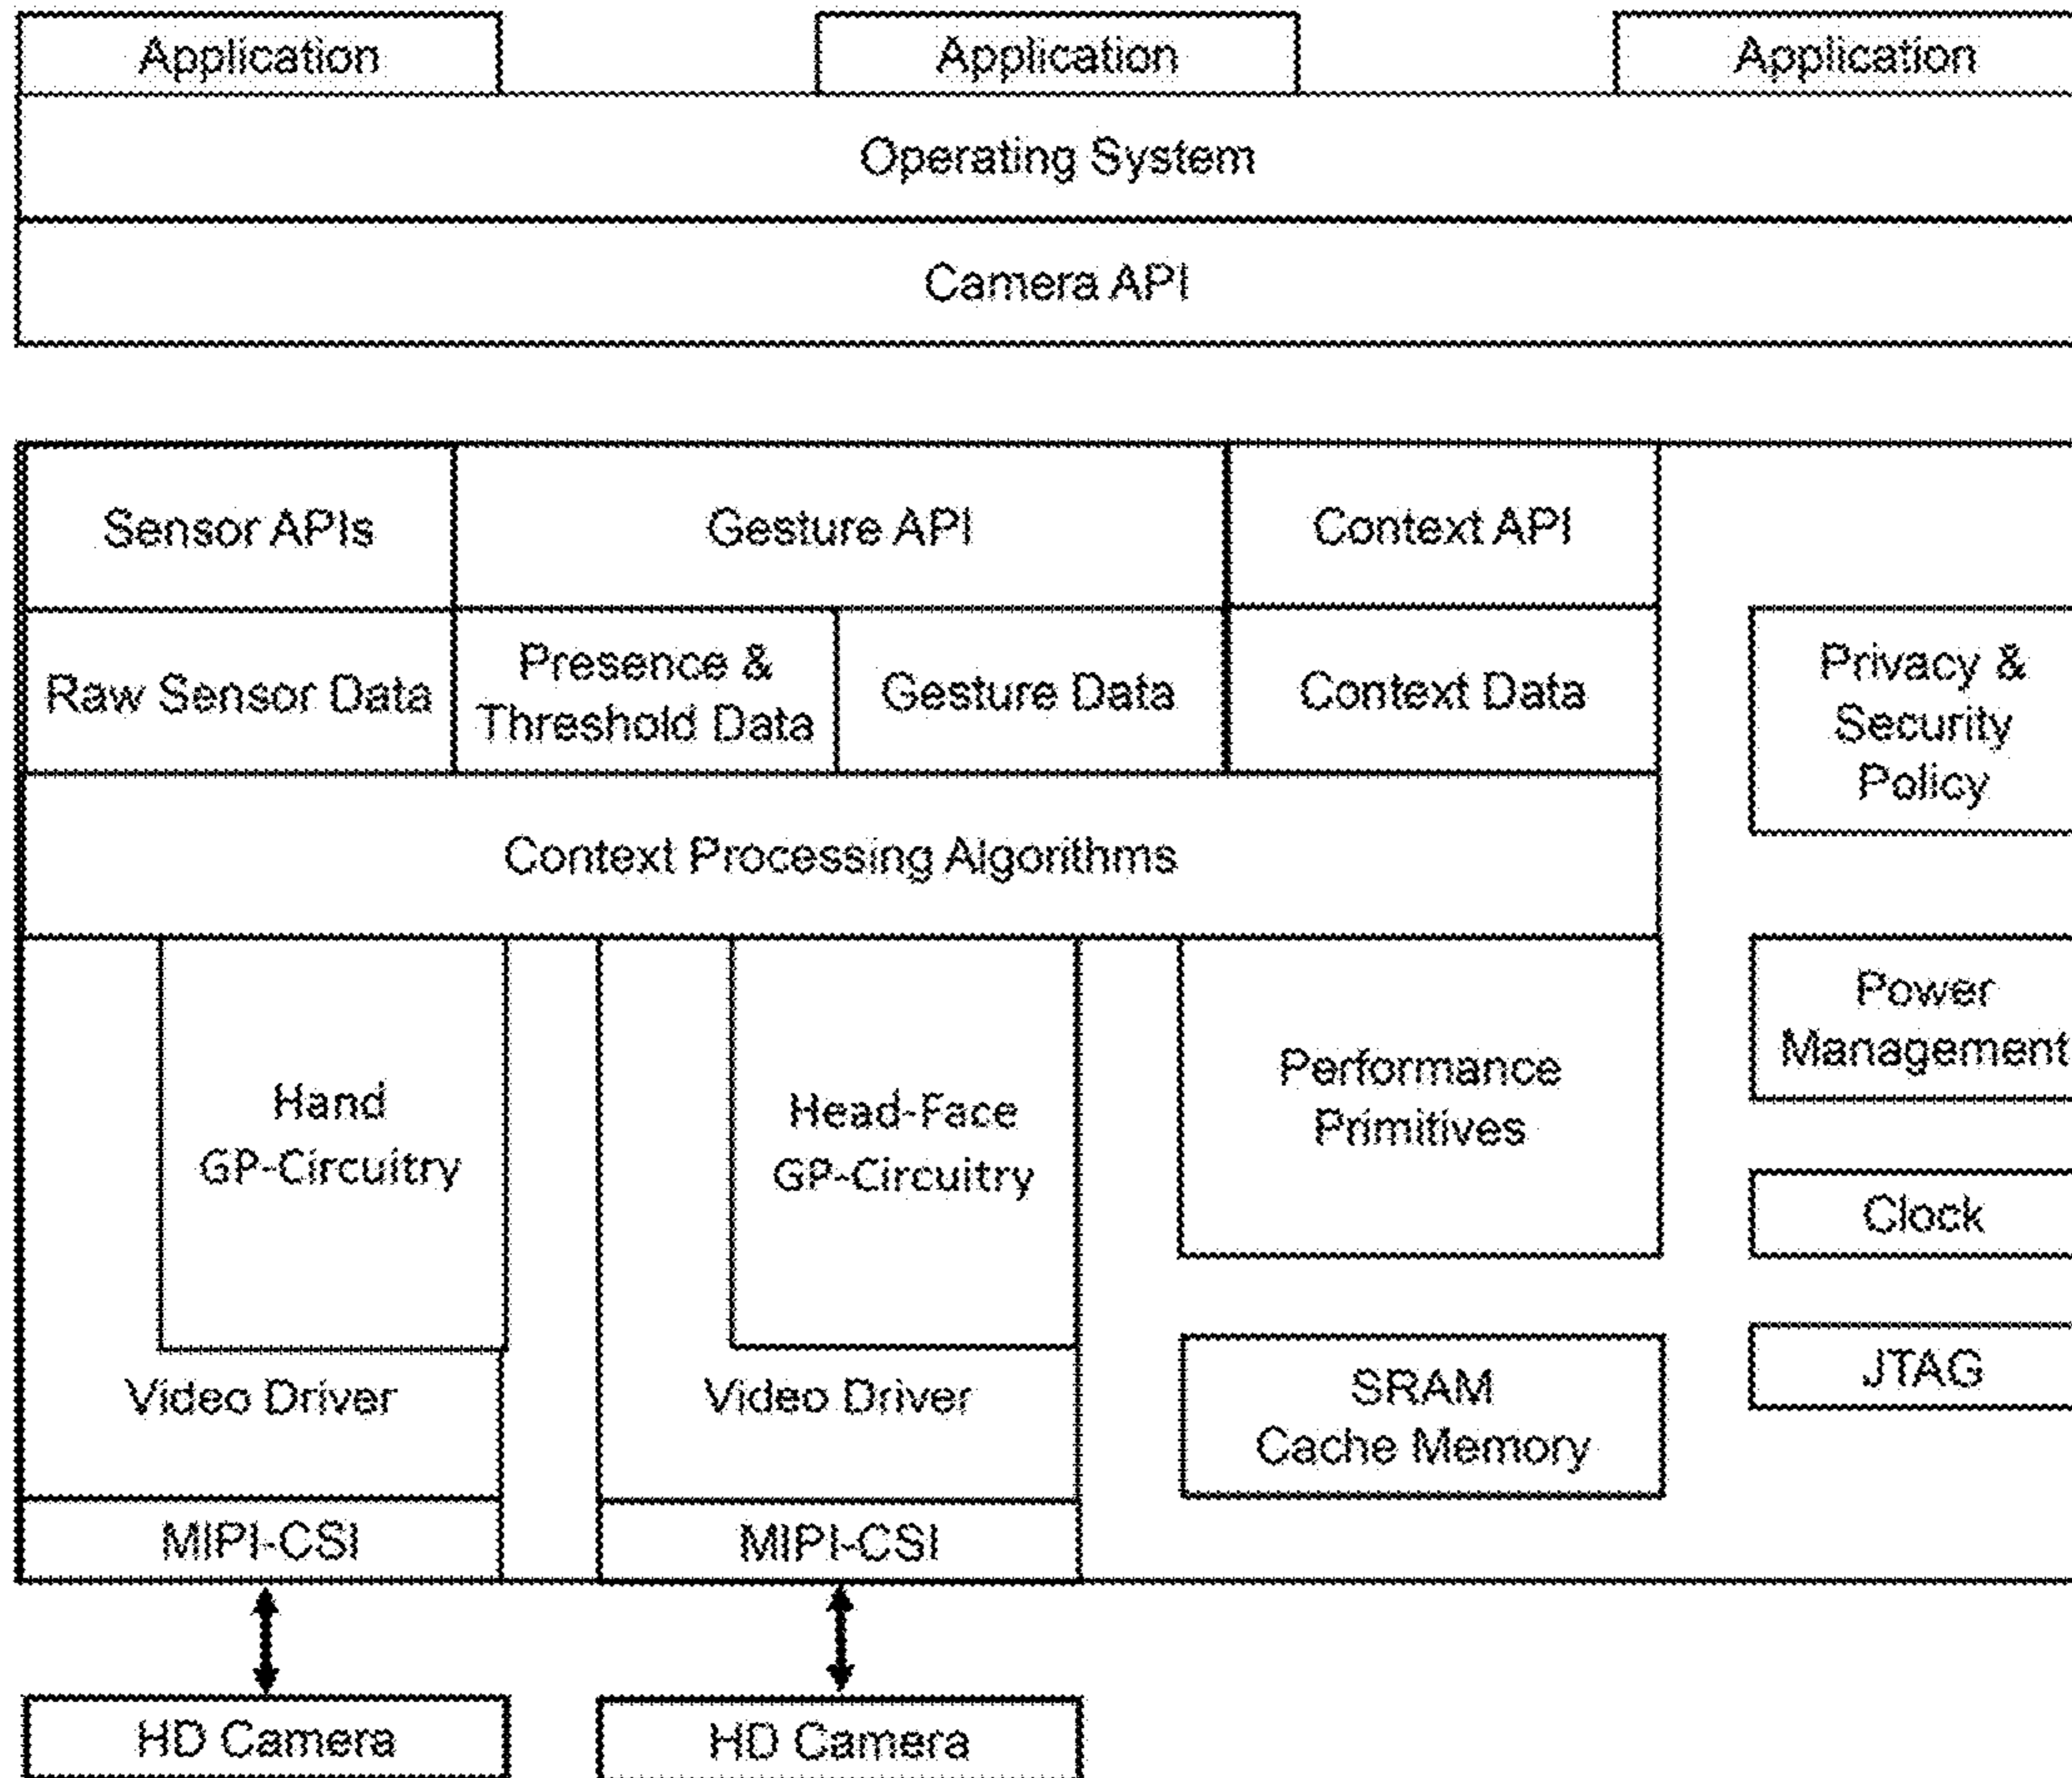 Application
Application
Application
Operating System
Camera API
Sensor APIs
Gesture API
Context API
Raw Sensor Data
Presence &
Threshold Data
Gesture Data
Context Data
Privacy &
Security
Policy
Context Processing Algorithms
Hand
GP-Circuitry
Head-Face
GP-Circuitry
Performance
Primitives
Power
Management
Clock
JTAG
Video Driver
Video Driver
SRAM
Cache Memory
MIPI-CSI
MIPI-CSI
HD Camera
HD Camera